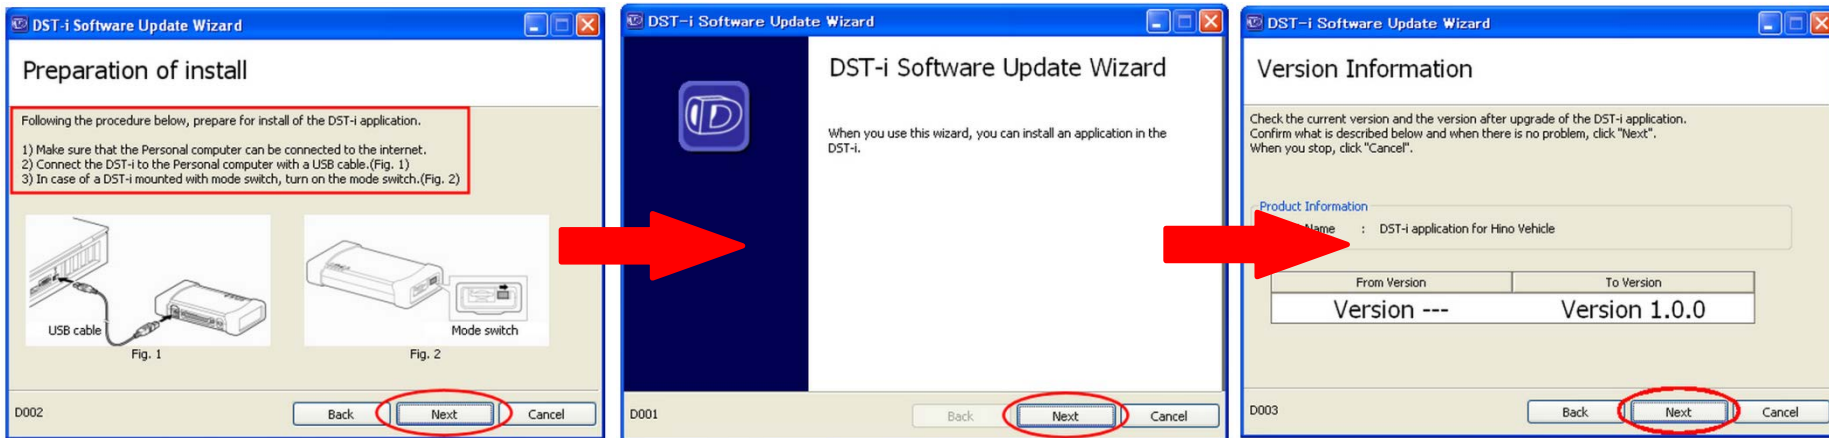 DST-i Software Update Wizard
Preparation of install
Following the procedure below, prepare for install of the DST-i application.
1) Make sure that the Personal computer can be connected to the internet.
2) Connect the DST-i to the Personal computer with a USB cable.(Fig. 1)
3) In case of a DST-i mounted with mode switch, turn on the mode switch.(Fig. 2)
USB cable
Fig. 1
Mode switch
Fig. 2
D002
Back
Next
Cancel
DST-i Software Update Wizard
DST-i Software Update Wizard
When you use this wizard, you can install an application in the
DST-i.
D001
Back
Next
Cancel
DST-i Software Update Wizard
Version Information
Check the current version and the version after upgrade of the DST-i application.
Confirm what is described below and when there is no problem, click "Next".
When you stop, click "Cancel".
Product Information
Name : DST-i application for Hino Vehicle
From Version To Version
Version --- Version 1.0.0
D003
Back
Next
Cancel